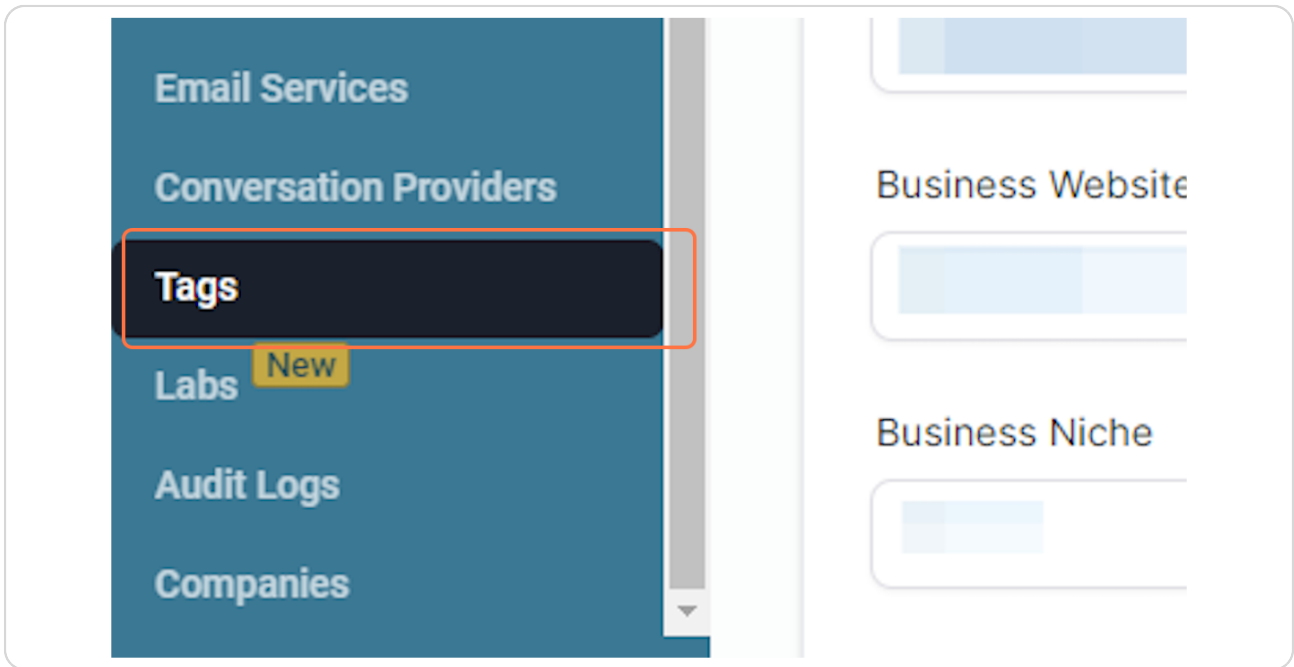 Email Services
Conversation Providers
Tags
Labs New
Audit Logs
Companies
Business Website
Business Niche